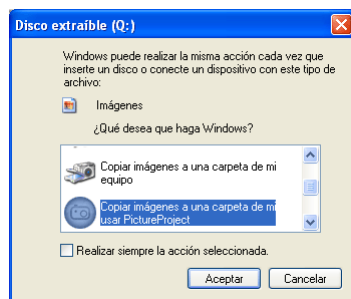 Disco extraíble (Q:)
Windows puede realizar la misma acción cada vez que
inserte un disco o conecte un dispositivo con este tipo de
archivo:
Imágenes
¿Qué desea que haga Windows?
Copiar imágenes a una carpeta de mi
equipo
Copiar imágenes a una carpeta de mi
usar PictureProject
Realizar siempre la acción seleccionada.
Aceptar
Cancelar